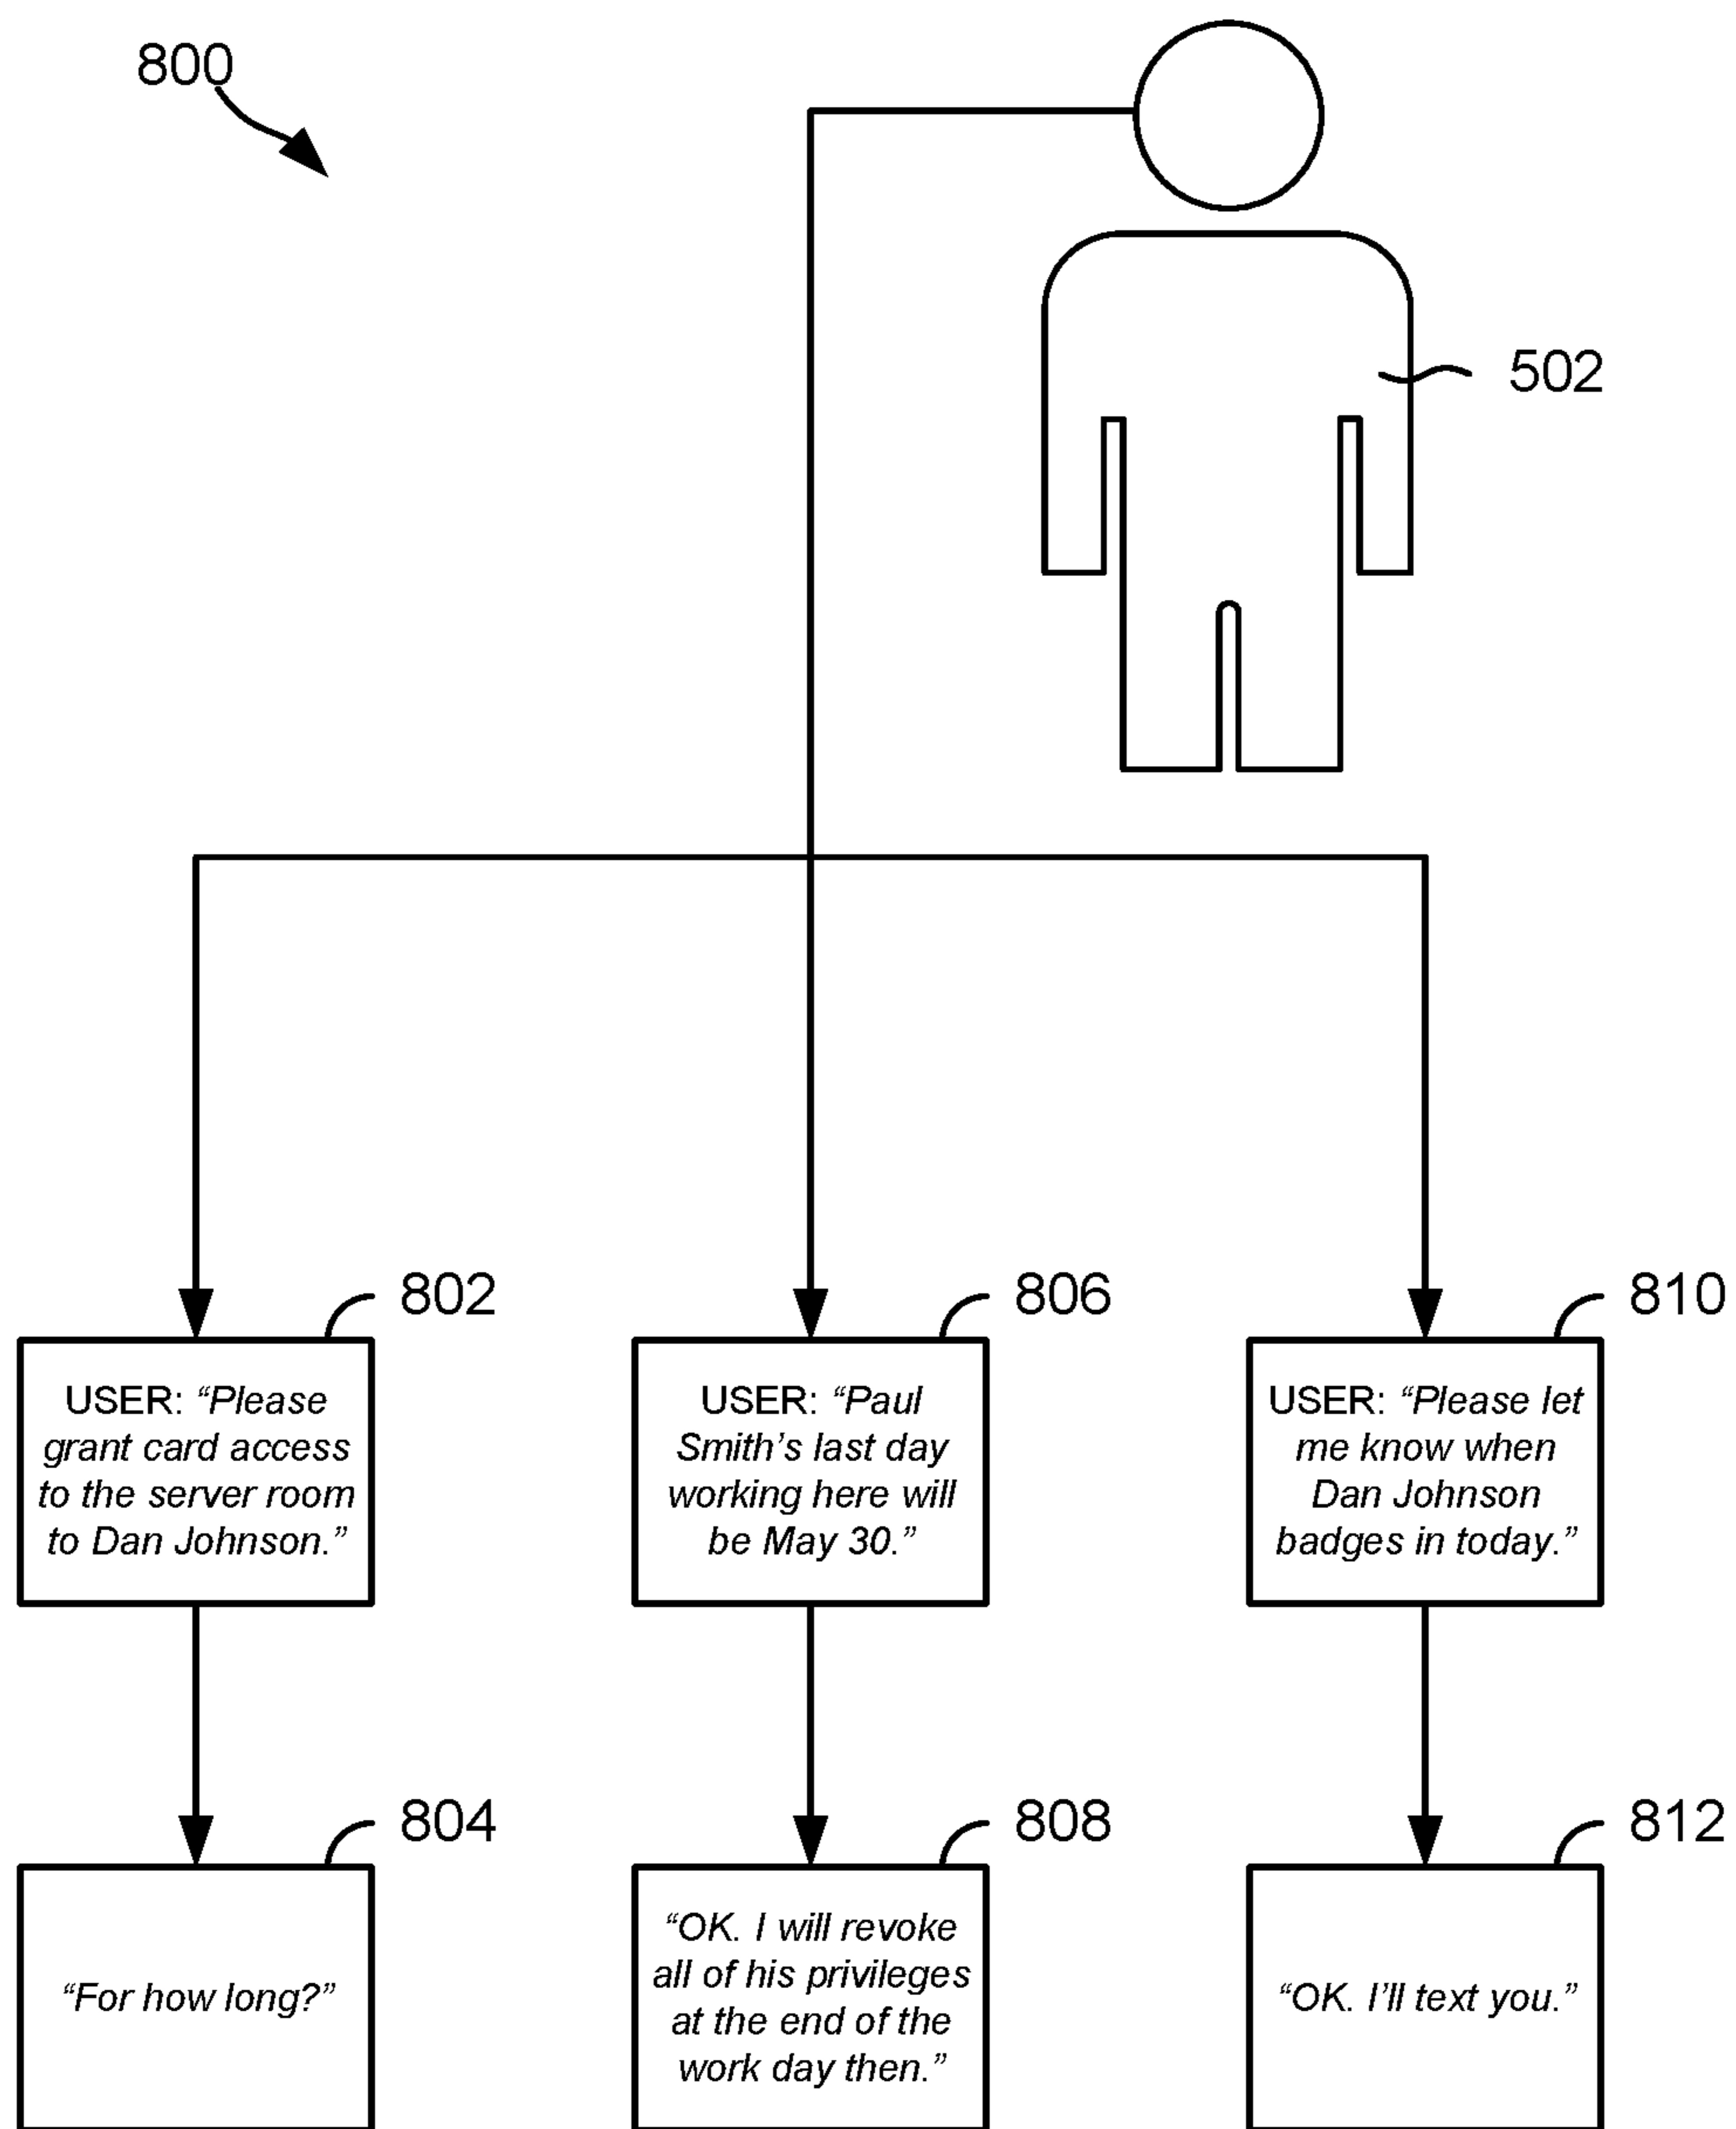 800
502
802
USER: “Please
grant card access
to the server room
to Dan Johnson.”
806
USER: “Paul
Smith’s last day
working here will
be May 30.”
810
USER: “Please let
me know when
Dan Johnson
badges in today.”
804
“For how long?”
808
“OK. I will revoke
all of his privileges
at the end of the
work day then.”
812
“OK. I’ll text you.”